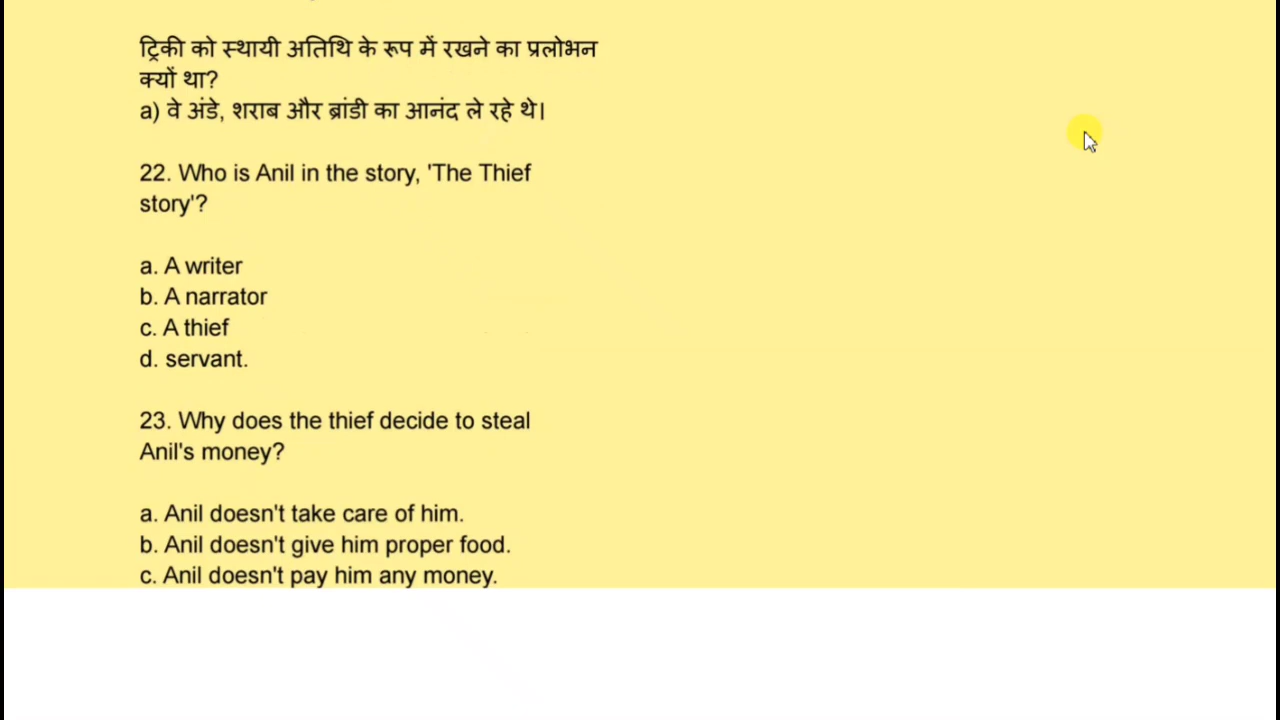 ट्रिकी को स्थायी अतिथि के रूप में रखने का प्रलोभन
क्यों था?
a) वे अंडे, शराब और ब्रांडी का आनंद ले रहे थे।
22. Who is Anil in the story, 'The Thief
story'?
a. A writer
b. A narrator
c. A thief
d. servant.
23. Why does the thief decide to steal
Anil's money?
a. Anil doesn't take care of him.
b. Anil doesn't give him proper food.
c. Anil doesn't pay him any money.